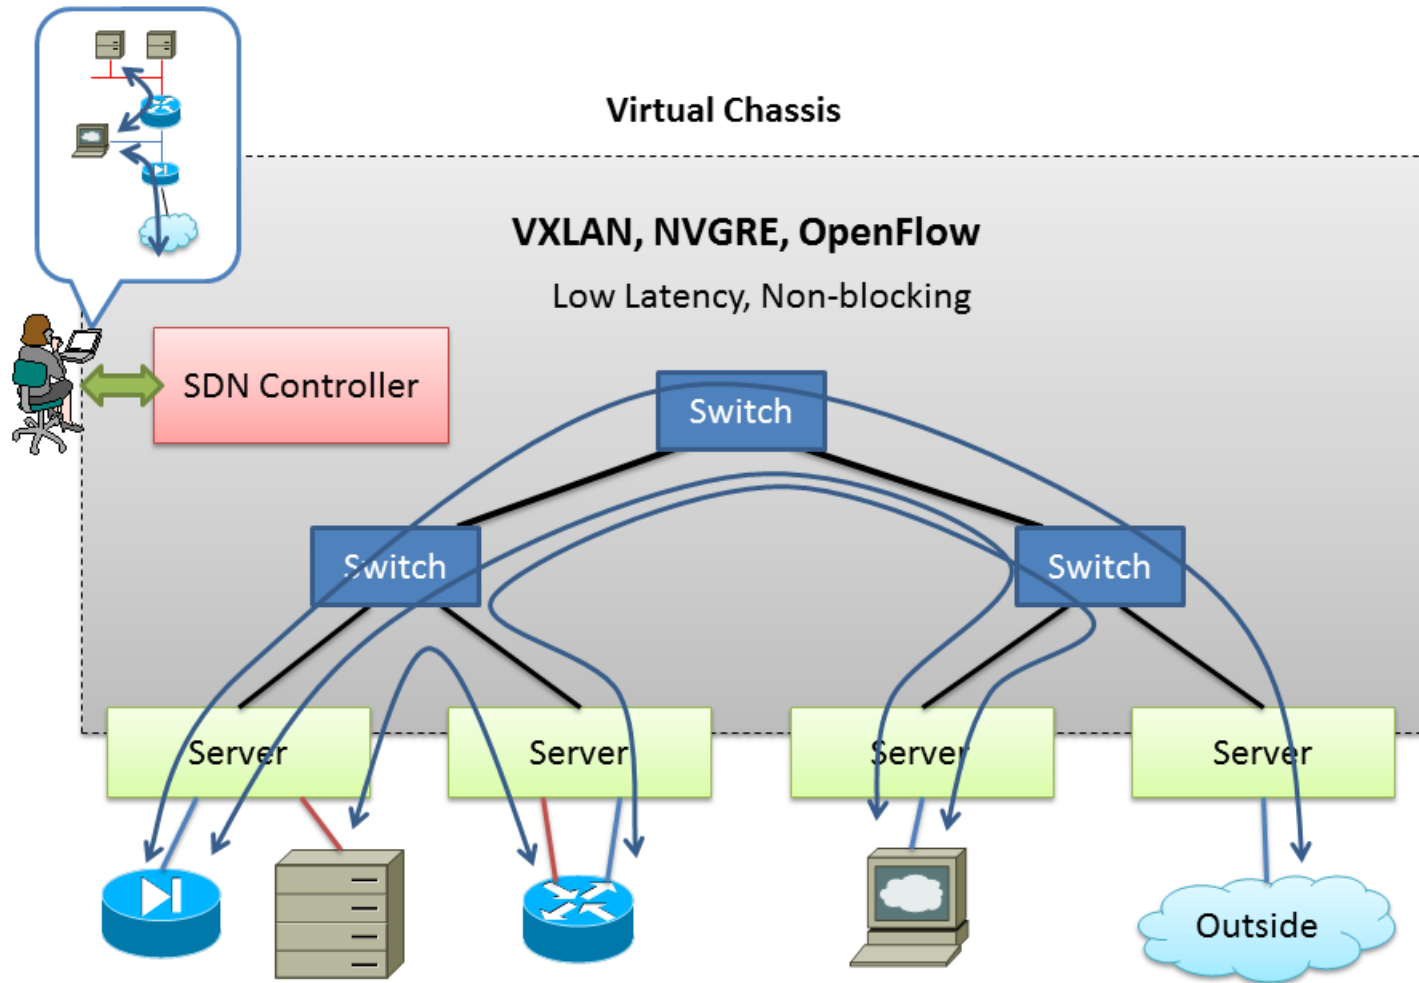 Virtual Chassis
VXLAN, NVGRE, OpenFlow
Low Latency, Non-blocking
SDN Controller
Switch
Switch
Switch
Server
Server
Server
Server
Outside